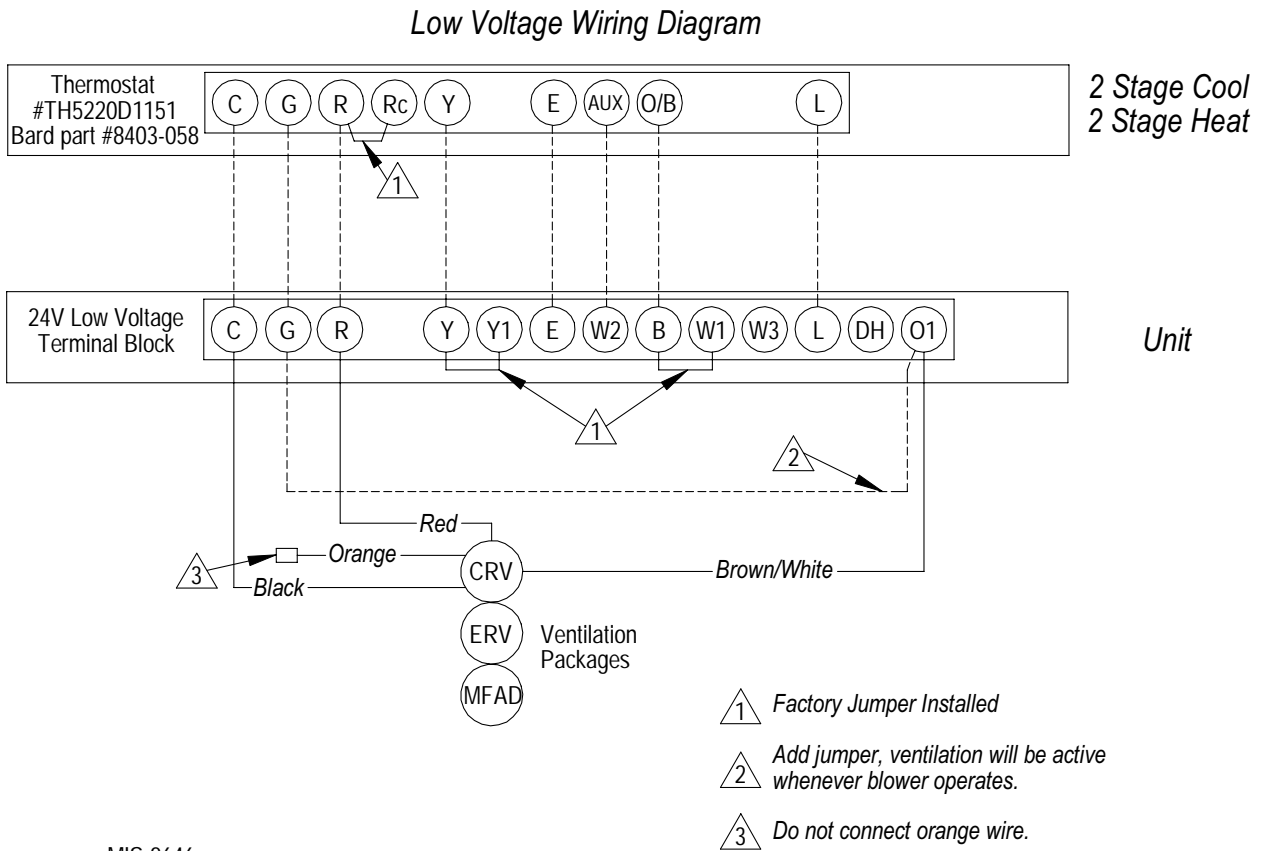 Low Voltage Wiring Diagram
Thermostat
#TH5220D1151
Bard part #8403-058
C G R RC Y E AUX O/B L
2 Stage Cool
2 Stage Heat
1
24V Low Voltage
Terminal Block
C G R Y Y1 E W2 B W1 W3 L DH O1
Unit
1
2
Red
3
Orange
Black
CRV
Brown/White
ERV
Ventilation
Packages
MFAD
1 Factory Jumper Installed
2 Add jumper, ventilation will be active
whenever blower operates.
3 Do not connect orange wire.